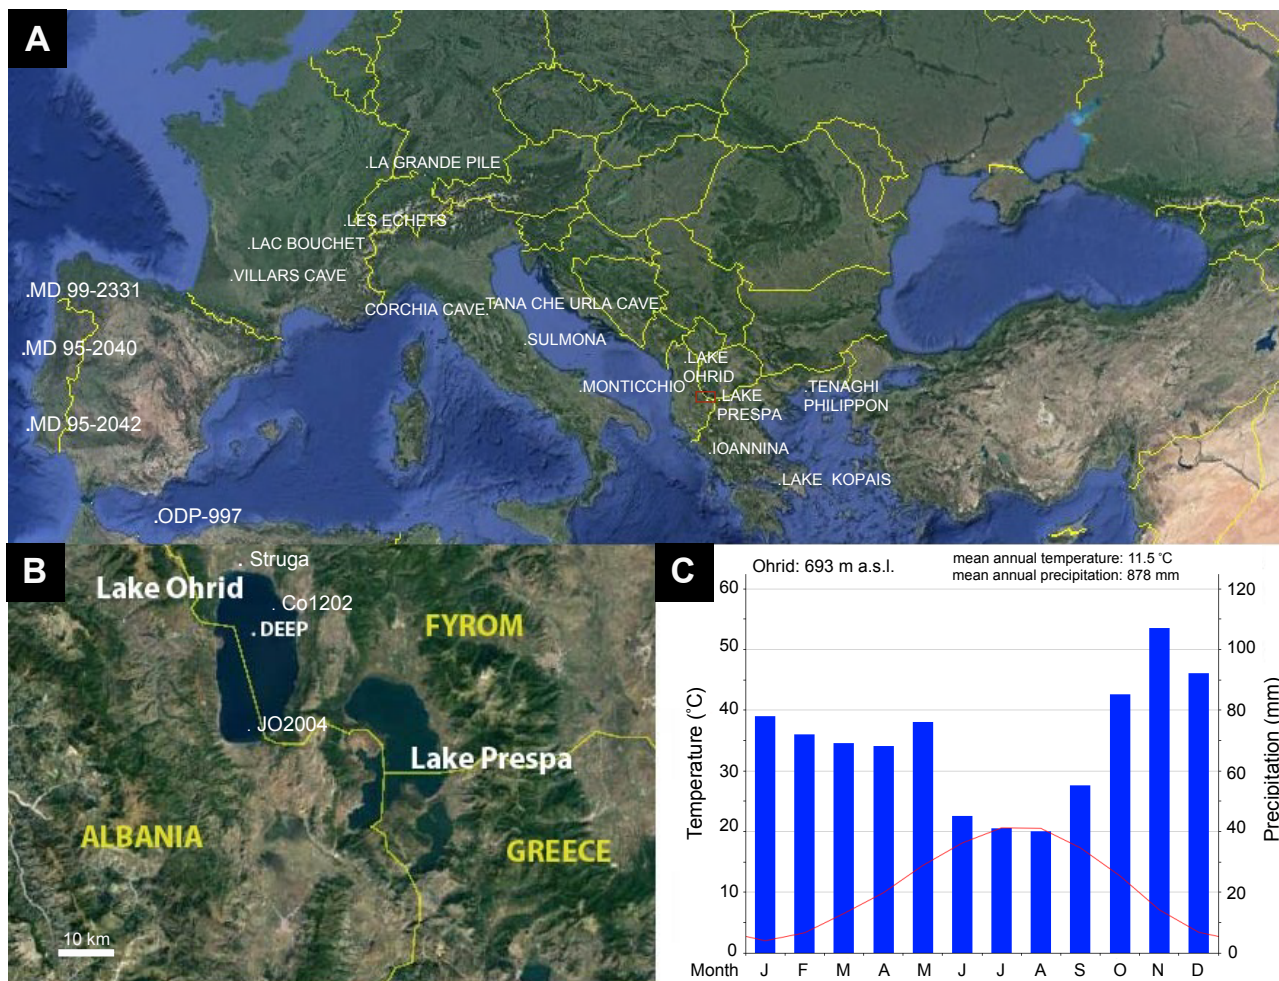 A
.LA GRANDE PILE
.LES ECHETS
.LAC BOUCHET
.VILLARS CAVE
.MD 99-2331
CORCHIA CAVE.
TANA CHE URLA CAVE.
.MD 95-2040
.SULMONA
.LAKE
OHRID
.MONTICCHIO
.LAKE
PRESPA
.TENAGHI
PHILIPPON
.MD 95-2042
.IOANNINA
.LAKE KOPAIS
.ODP-997
B
. Struga
Lake Ohrid
. Co1202
. DEEP
FYROM
. JO2004
Lake Prespa
ALBANIA
GREECE
10 km
C
Ohrid: 693 m a.s.l.
mean annual temperature: 11.5 °C
mean annual precipitation: 878 mm
60
50
40
30
20
10
0
Temperature (°C)
120
100
80
60
40
20
0
Precipitation (mm)
Month J F M A M J J A S O N D